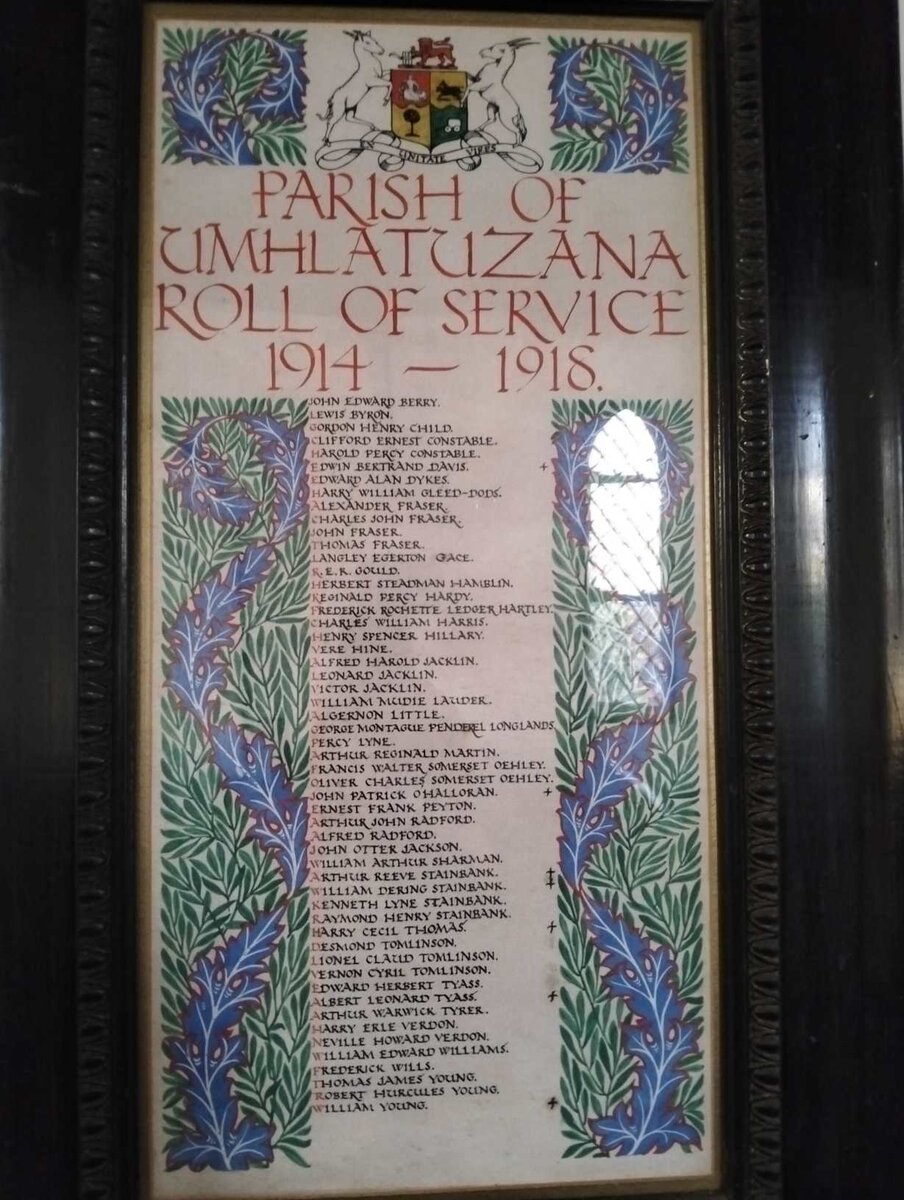 EX UNITATE VIRES
PARISH OF
UMHLATUZANA
ROLL OF SERVICE
1914 — 1918.
JOHN EDWARD BERRY.
LEWIS BYRON.
GORDON HENRY CHILD.
CLIFFORD ERNEST CONSTABLE.
HAROLD PERCY CONSTABLE.
EDWIN BERTRAND DAVIS. +
EDWARD ALAN DYKES.
HARRY WILLIAM GLEED-DODS.
ALEXANDER FRASER.
CHARLES JOHN FRASER.
JOHN FRASER.
THOMAS FRASER.
LANGLEY EGERTON GACE.
R.E.R. GOULD.
HERBERT STEADMAN HAMBLIN.
REGINALD PERCY HARDY.
FREDERICK ROCHETTE LEDGER HARTLEY.
CHARLES WILLIAM HARRIS.
HENRY SPENCER HILLARY.
VERE HINE.
ALFRED HAROLD JACKLIN.
LEONARD JACKLIN.
VICTOR JACKLIN.
WILLIAM MUDIE LAUDER.
ALGERNON LITTLE.
GEORGE MONTAGUE PENDEREL LONGLANDS.
PERCY LYNE.
ARTHUR REGINALD MARTIN.
FRANCIS WALTER SOMERSET OEHLEY.
OLIVER CHARLES SOMERSET OEHLEY.
JOHN PATRICK O'HALLORAN. +
ERNEST FRANK PEYTON.
ARTHUR JOHN RADFORD.
ALFRED RADFORD.
JOHN OTTER JACKSON.
WILLIAM ARTHUR SHARMAN.
ARTHUR REEVE STAINBANK. +
WILLIAM DERING STAINBANK. +
KENNETH LYNE STAINBANK.
RAYMOND HENRY STAINBANK.
HARRY CECIL THOMAS. +
DESMOND TOMLINSON.
LIONEL CLAUD TOMLINSON.
VERNON CYRIL TOMLINSON.
EDWARD HERBERT TYASS.
ALBERT LEONARD TYASS. +
ARTHUR WARWICK TYRER.
HARRY ERLE VERDON.
NEVILLE HOWARD VERDON.
WILLIAM EDWARD WILLIAMS.
FREDERICK WILLS.
THOMAS JAMES YOUNG.
ROBERT HURCULES YOUNG.
WILLIAM YOUNG. +